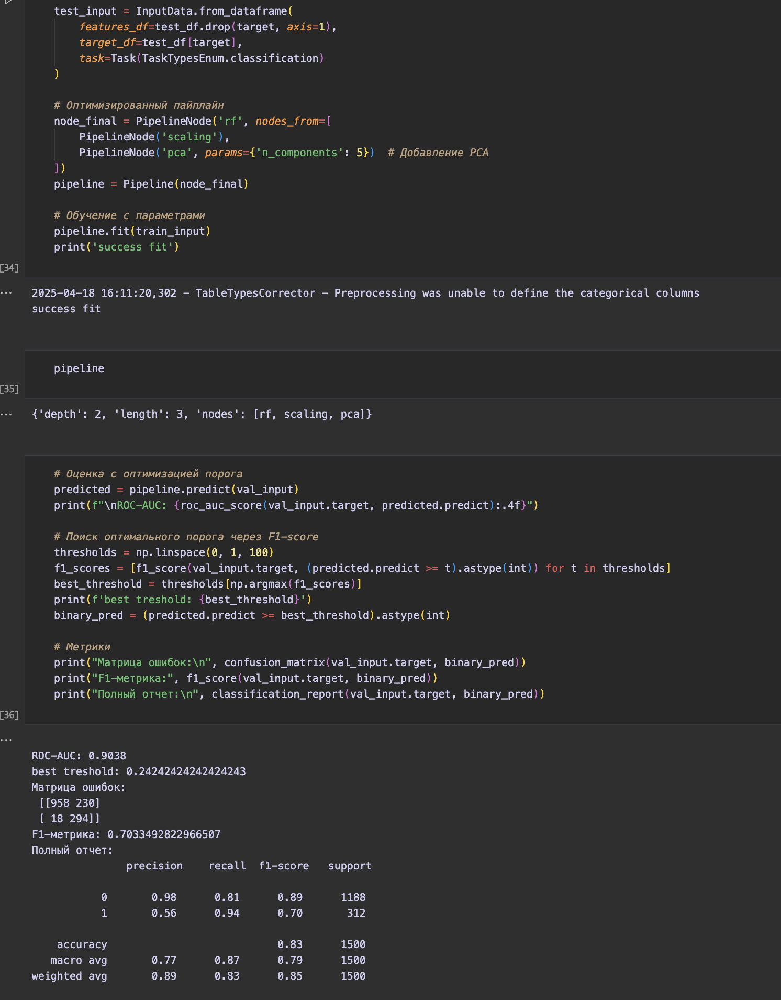 test_input = InputData.from_dataframe(
    features_df=test_df.drop(target, axis=1),
    target_df=test_df[target],
    task=Task(TaskTypesEnum.classification)
)
# Оптимизированный пайплайн
node_final = PipelineNode('rf', nodes_from=[
    PipelineNode('scaling'),
    PipelineNode('pca', params={'n_components': 5})  # Добавление PCA
])
pipeline = Pipeline(node_final)
# Обучение с параметрами
pipeline.fit(train_input)
print('success fit')
[34]
... 2025-04-18 16:11:20,302 - TableTypesCorrector - Preprocessing was unable to define the categorical columns
success fit
pipeline
[35]
... {'depth': 2, 'length': 3, 'nodes': [rf, scaling, pca]}
# Оценка с оптимизацией порога
predicted = pipeline.predict(val_input)
print(f"\nROC-AUC: {roc_auc_score(val_input.target, predicted.predict):.4f}")
# Поиск оптимального порога через F1-score
thresholds = np.linspace(0, 1, 100)
f1_scores = [f1_score(val_input.target, (predicted.predict >= t).astype(int)) for t in thresholds]
best_threshold = thresholds[np.argmax(f1_scores)]
print(f'best treshold: {best_threshold}')
binary_pred = (predicted.predict >= best_threshold).astype(int)
# Метрики
print("Матрица ошибок:\n", confusion_matrix(val_input.target, binary_pred))
print("F1-метрика:", f1_score(val_input.target, binary_pred))
print("Полный отчет:\n", classification_report(val_input.target, binary_pred))
[36]
...
ROC-AUC: 0.9038
best treshold: 0.24242424242424243
Матрица ошибок:
 [[958 230]
 [ 18 294]]
F1-метрика: 0.7033492822966507
Полный отчет:
               precision    recall  f1-score   support
           0       0.98      0.81      0.89      1188
           1       0.56      0.94      0.70       312
    accuracy                           0.83      1500
   macro avg       0.77      0.87      0.79      1500
weighted avg       0.89      0.83      0.85      1500